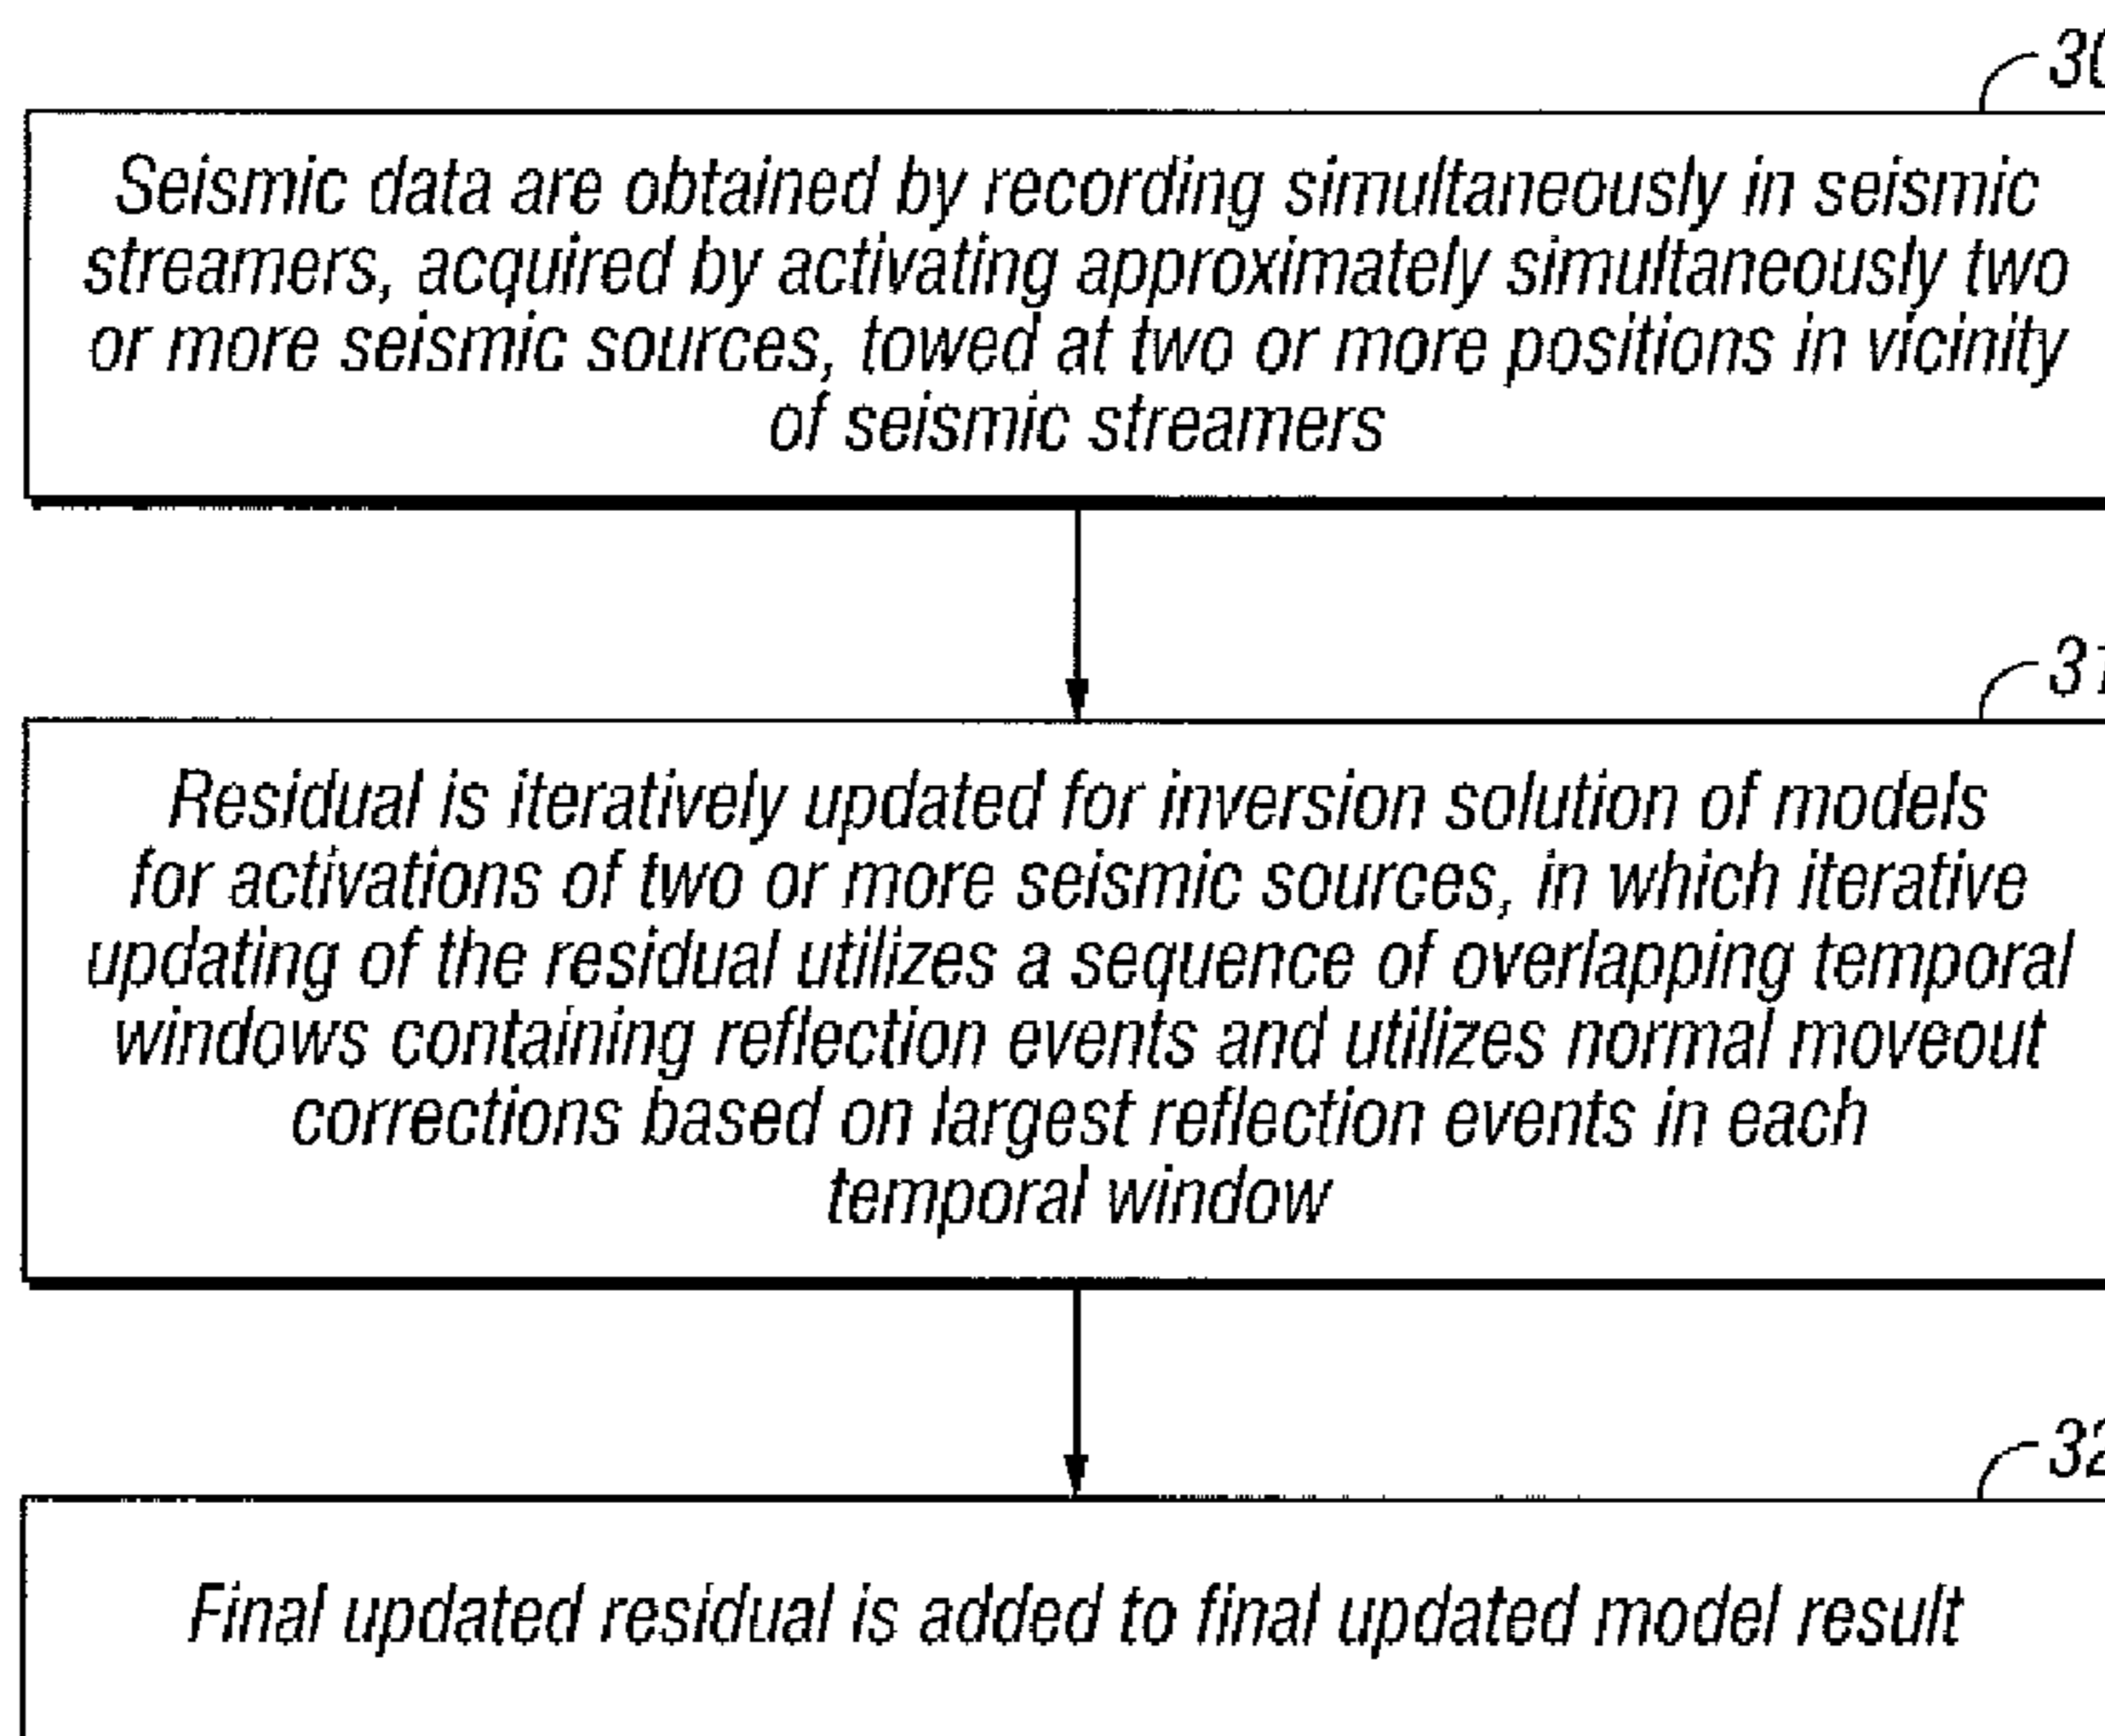 30
Seismic data are obtained by recording simultaneously in seismic
streamers, acquired by activating approximately simultaneously two
or more seismic sources, towed at two or more positions in vicinity
of seismic streamers
31
Residual is iteratively updated for inversion solution of models
for activations of two or more seismic sources, in which iterative
updating of the residual utilizes a sequence of overlapping temporal
windows containing reflection events and utilizes normal moveout
corrections based on largest reflection events in each
temporal window
32
Final updated residual is added to final updated model result